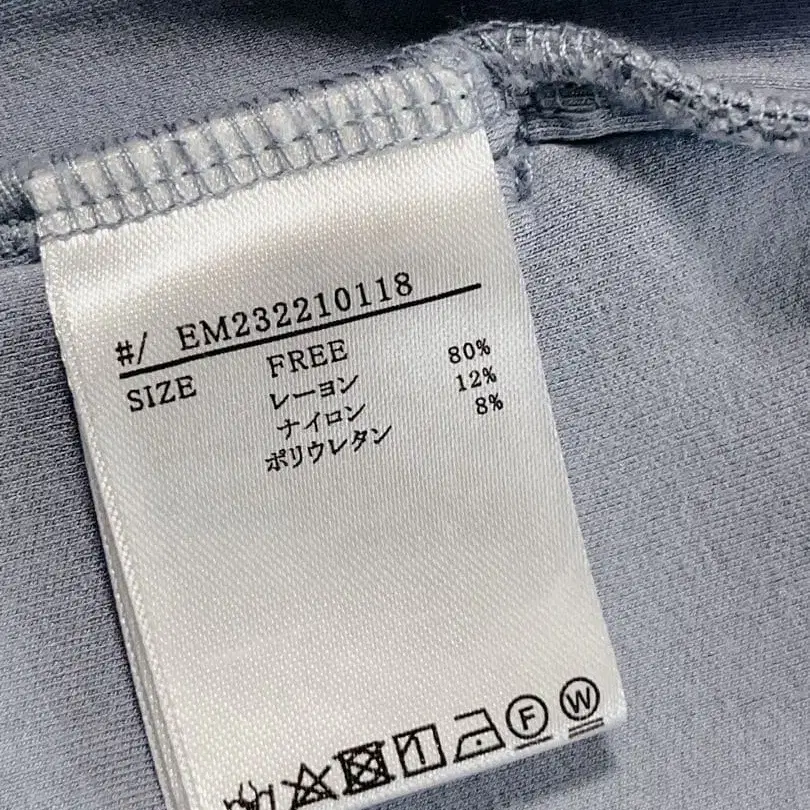 #/ EM232210118
SIZE FREE
レーヨン 80%
ナイロン 12%
ポリウレタン 8%
F W